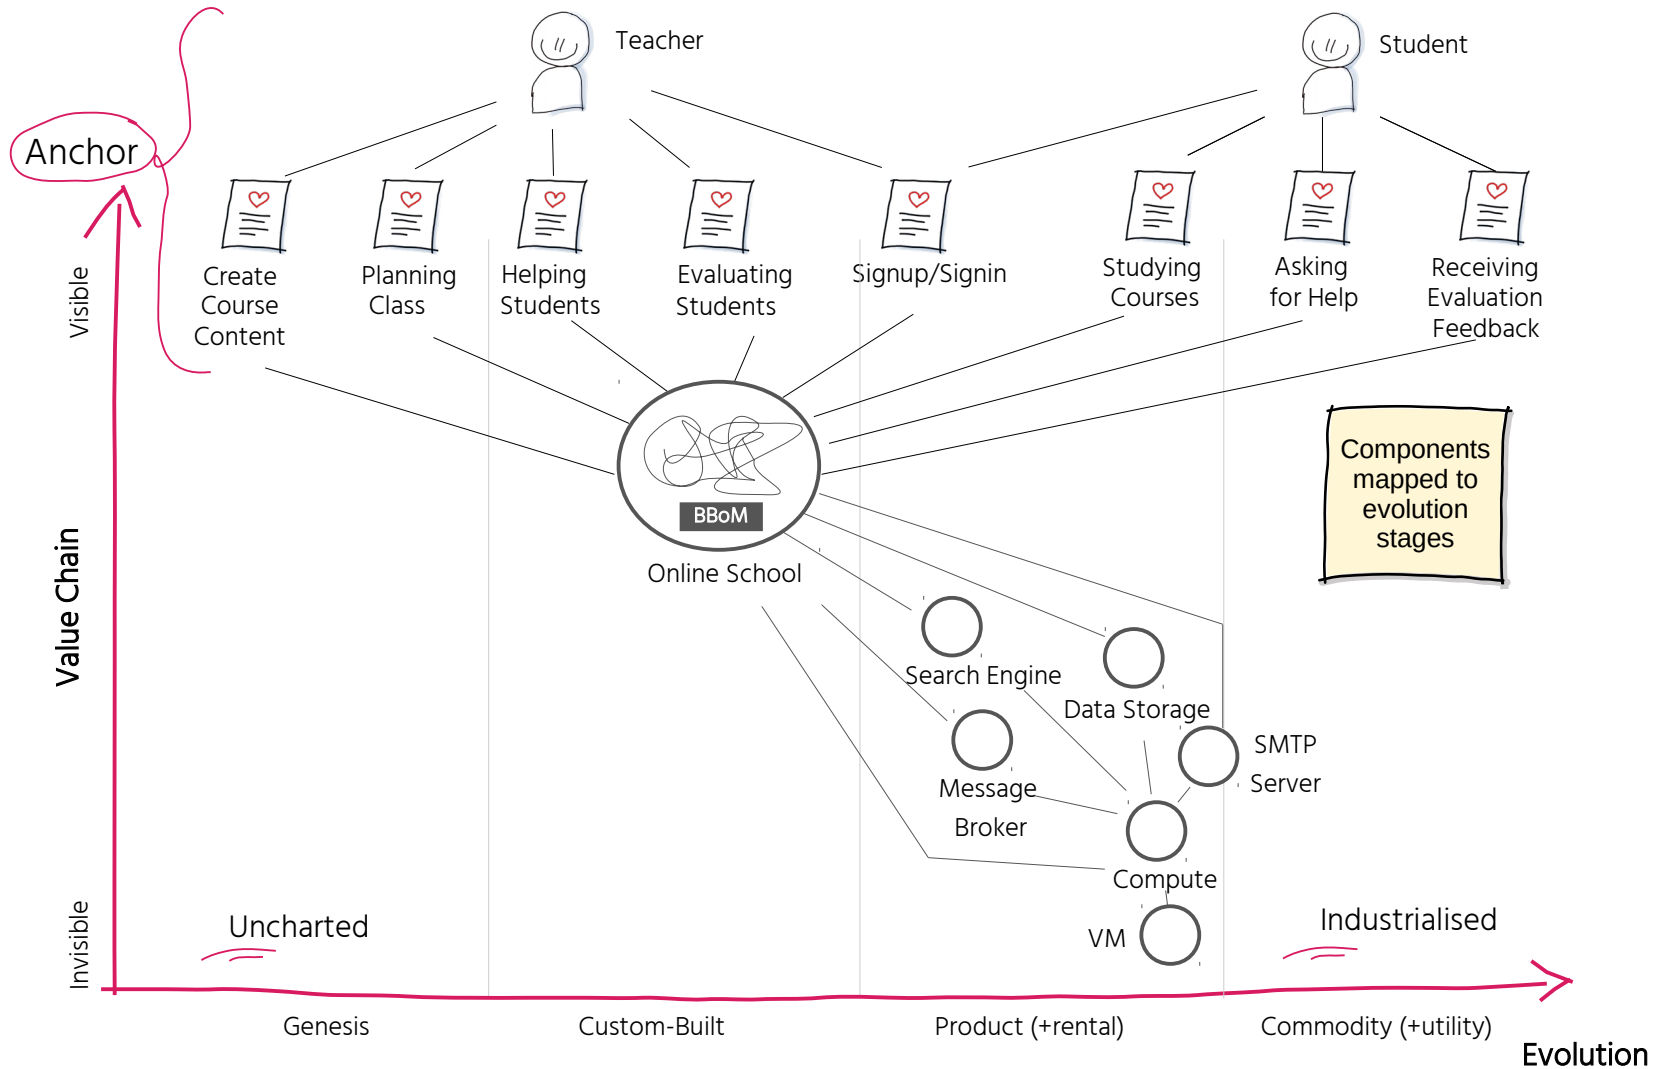 Teacher
Student
Anchor
Create
Course
Content
Planning
Class
Helping
Students
Evaluating
Students
Signup/Signin
Studying
Courses
Asking
for Help
Receiving
Evaluation
Feedback
Visible
Value Chain
Invisible
BBoM
Online School
Components
mapped to
evolution
stages
Search Engine
Data Storage
Message
Broker
SMTP
Server
Compute
VM
Uncharted
Industrialised
Genesis
Custom-Built
Product (+rental)
Commodity (+utility)
Evolution